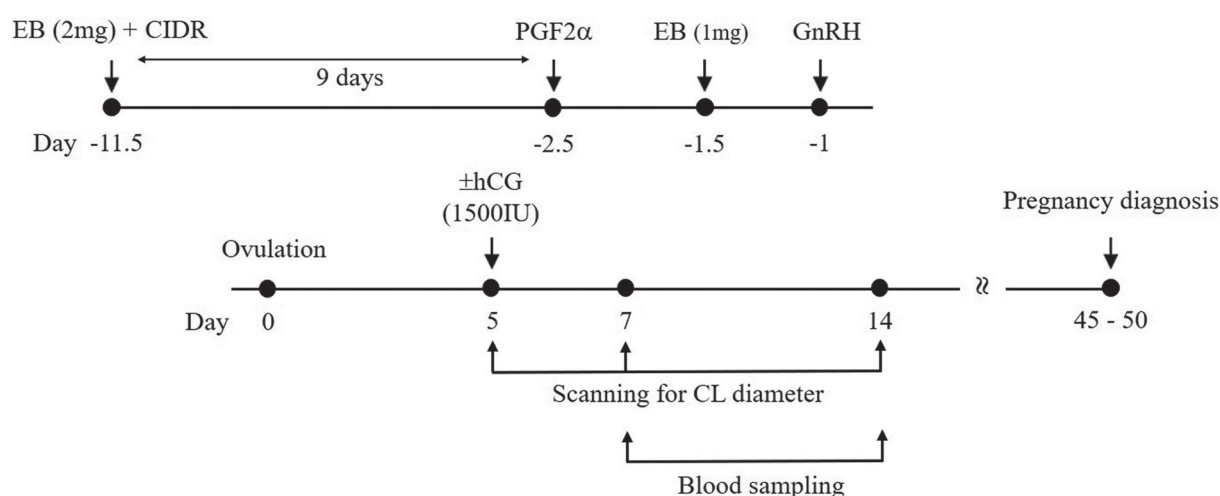 EB (2mg) + CIDR PGF2α EB (1mg) GnRH
9 days
Day -11.5 -2.5 -1.5 -1
±hCG
(1500IU) Pregnancy diagnosis
Ovulation
≈
Day 0 5 7 14 45 - 50
Scanning for CL diameter
Blood sampling